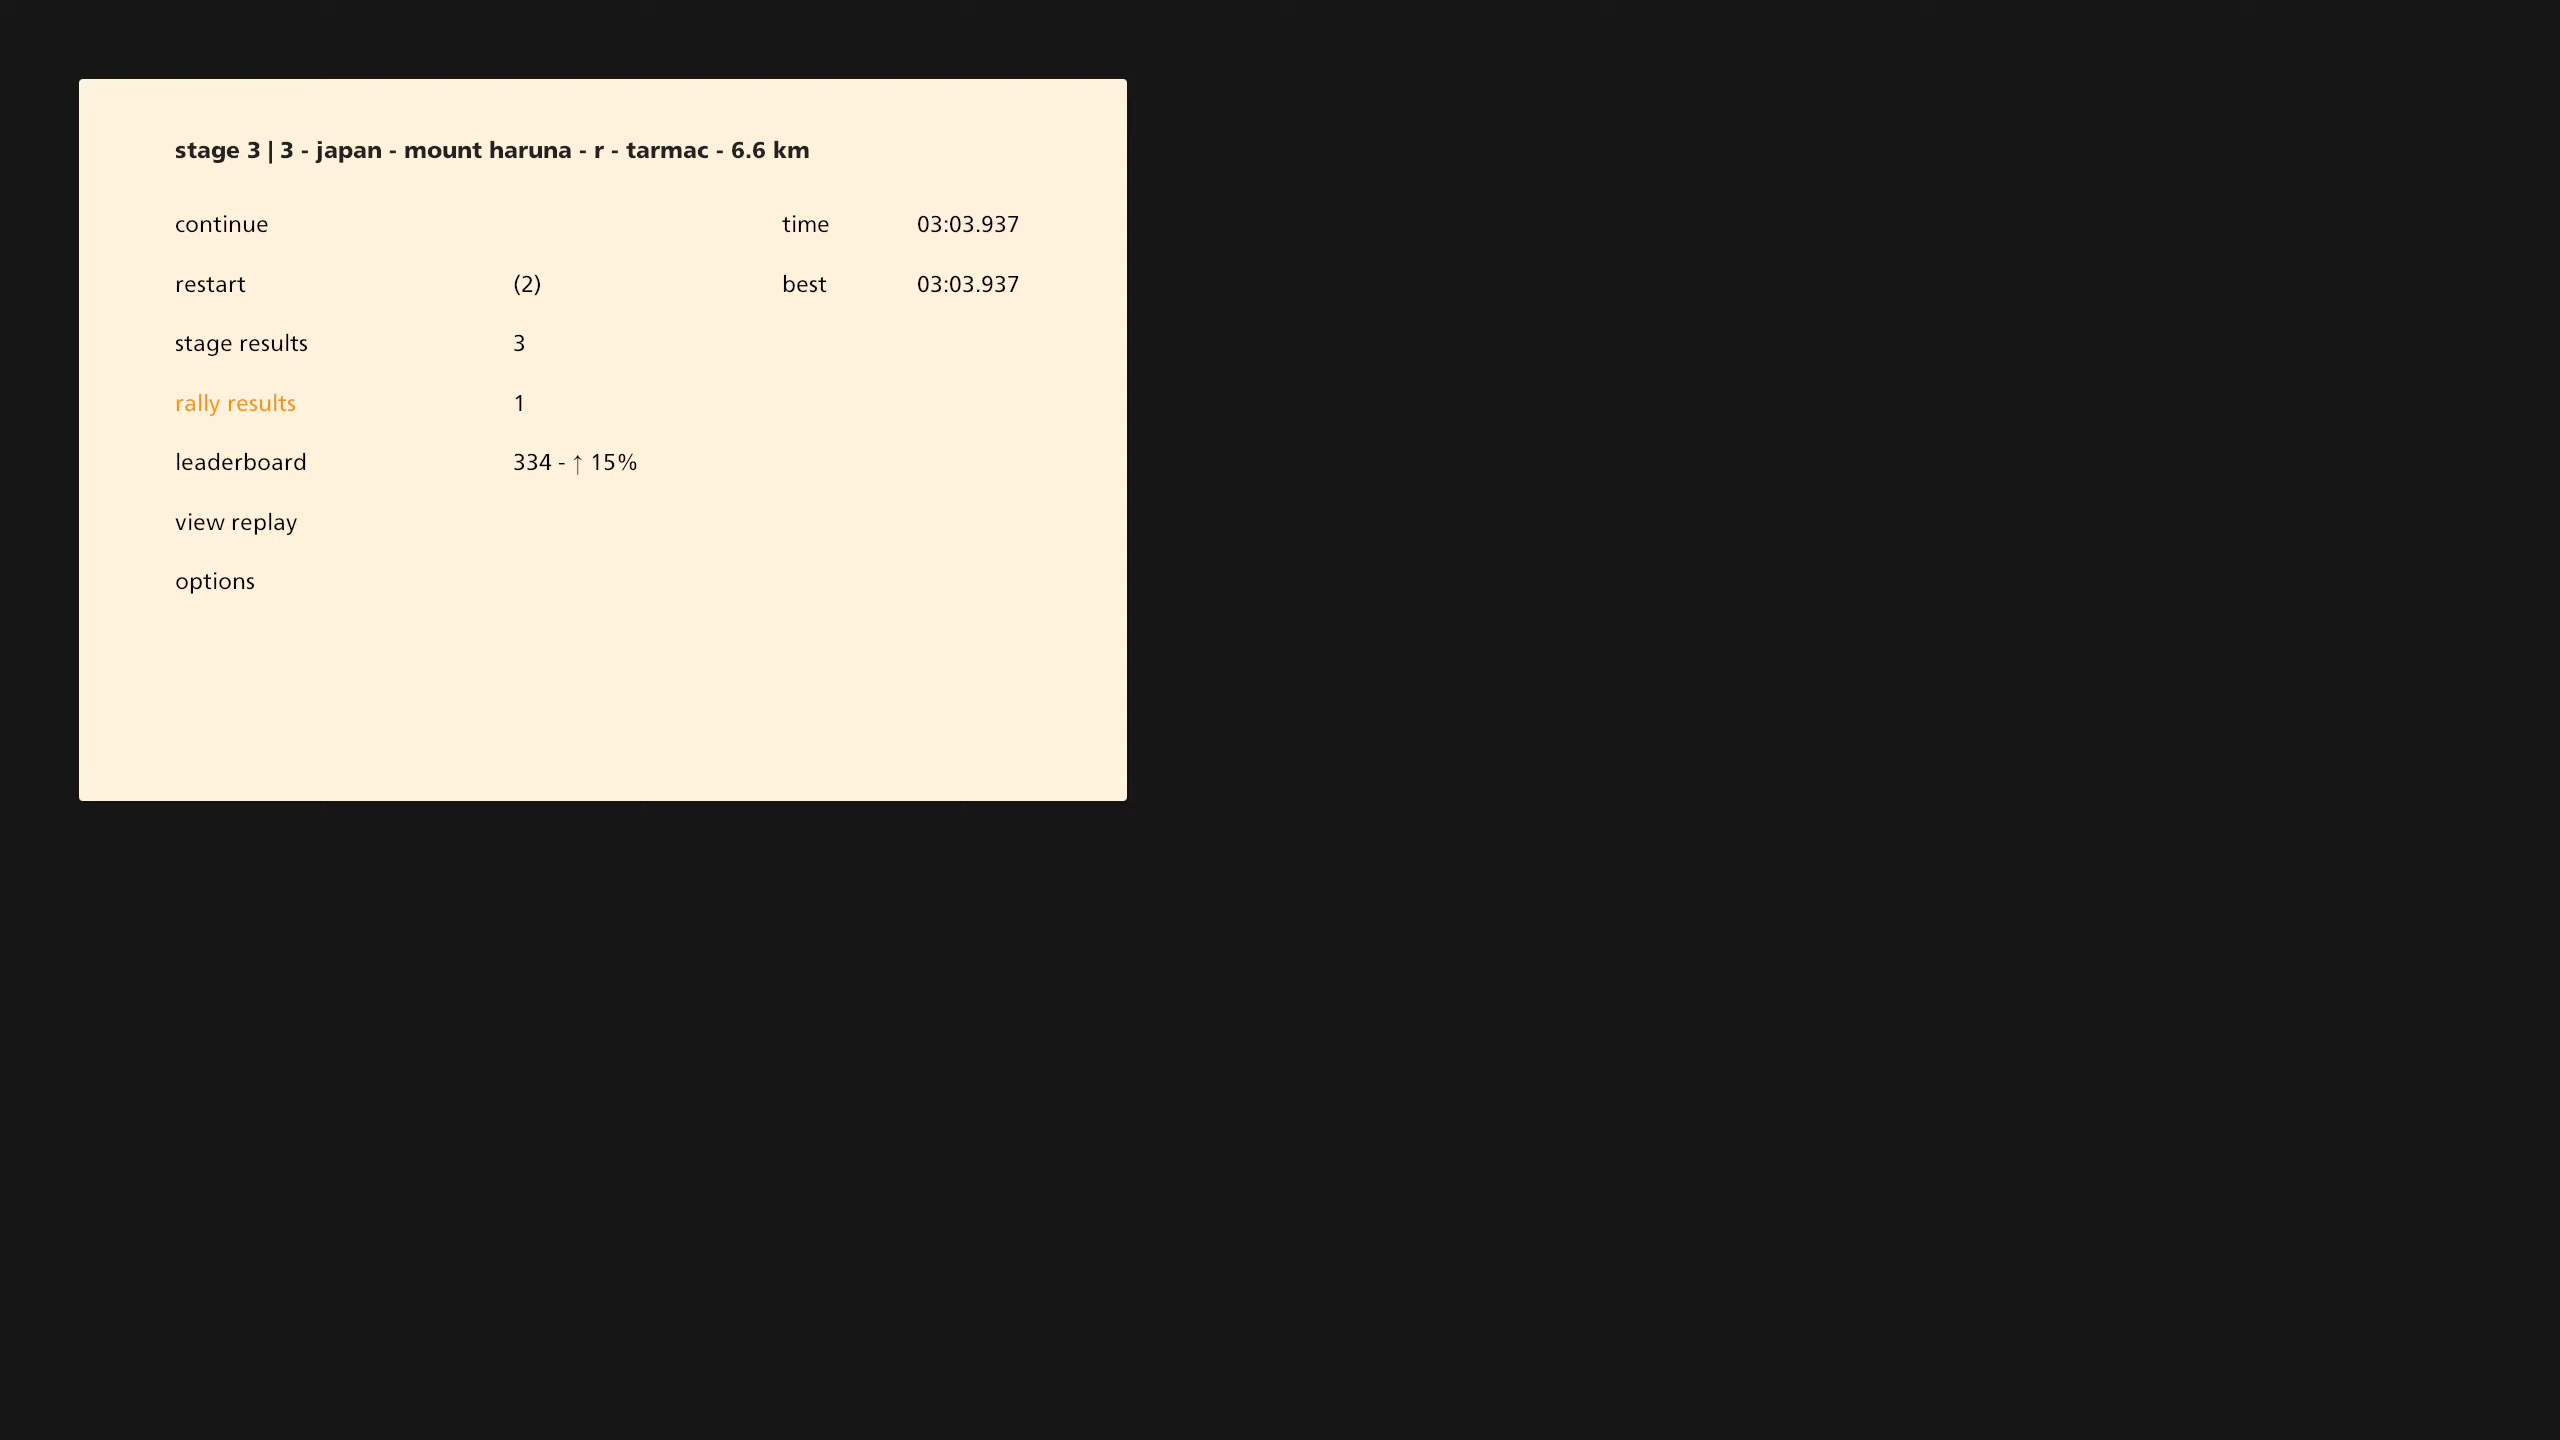 stage 3 | 3 - japan - mount haruna - r - tarmac - 6.6 km
continue time 03:03.937
restart (2) best 03:03.937
stage results 3
rally results 1
leaderboard 334 - ↑ 15%
view replay
options